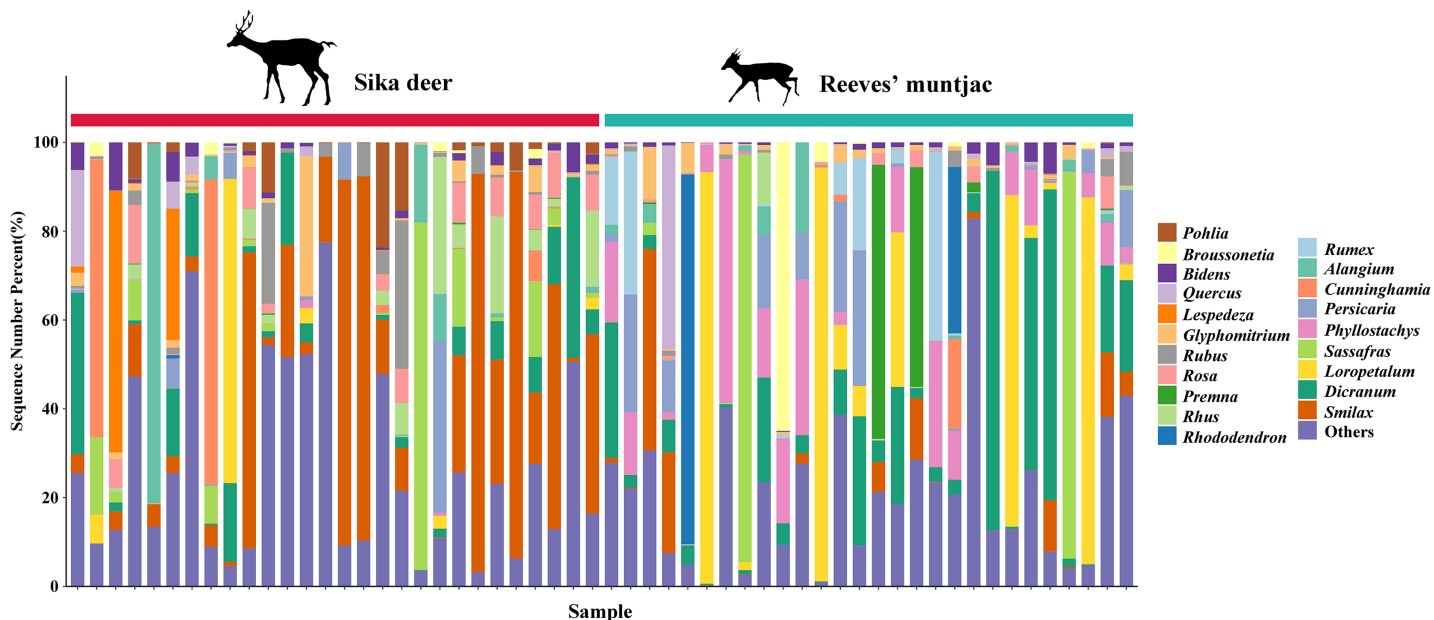 Sika deer
Reeves’ muntjac
Sequence Number Percent(%)
100
80
60
40
20
0
Sample
Pohlia
Broussonetia
Bidens
Quercus
Lespedeza
Glyphomitrium
Rubus
Rosa
Premna
Rhus
Rhododendron
Rumex
Alangium
Cunninghamia
Persicaria
Phyllostachys
Sassafras
Loropetalum
Dicranum
Smilax
Others